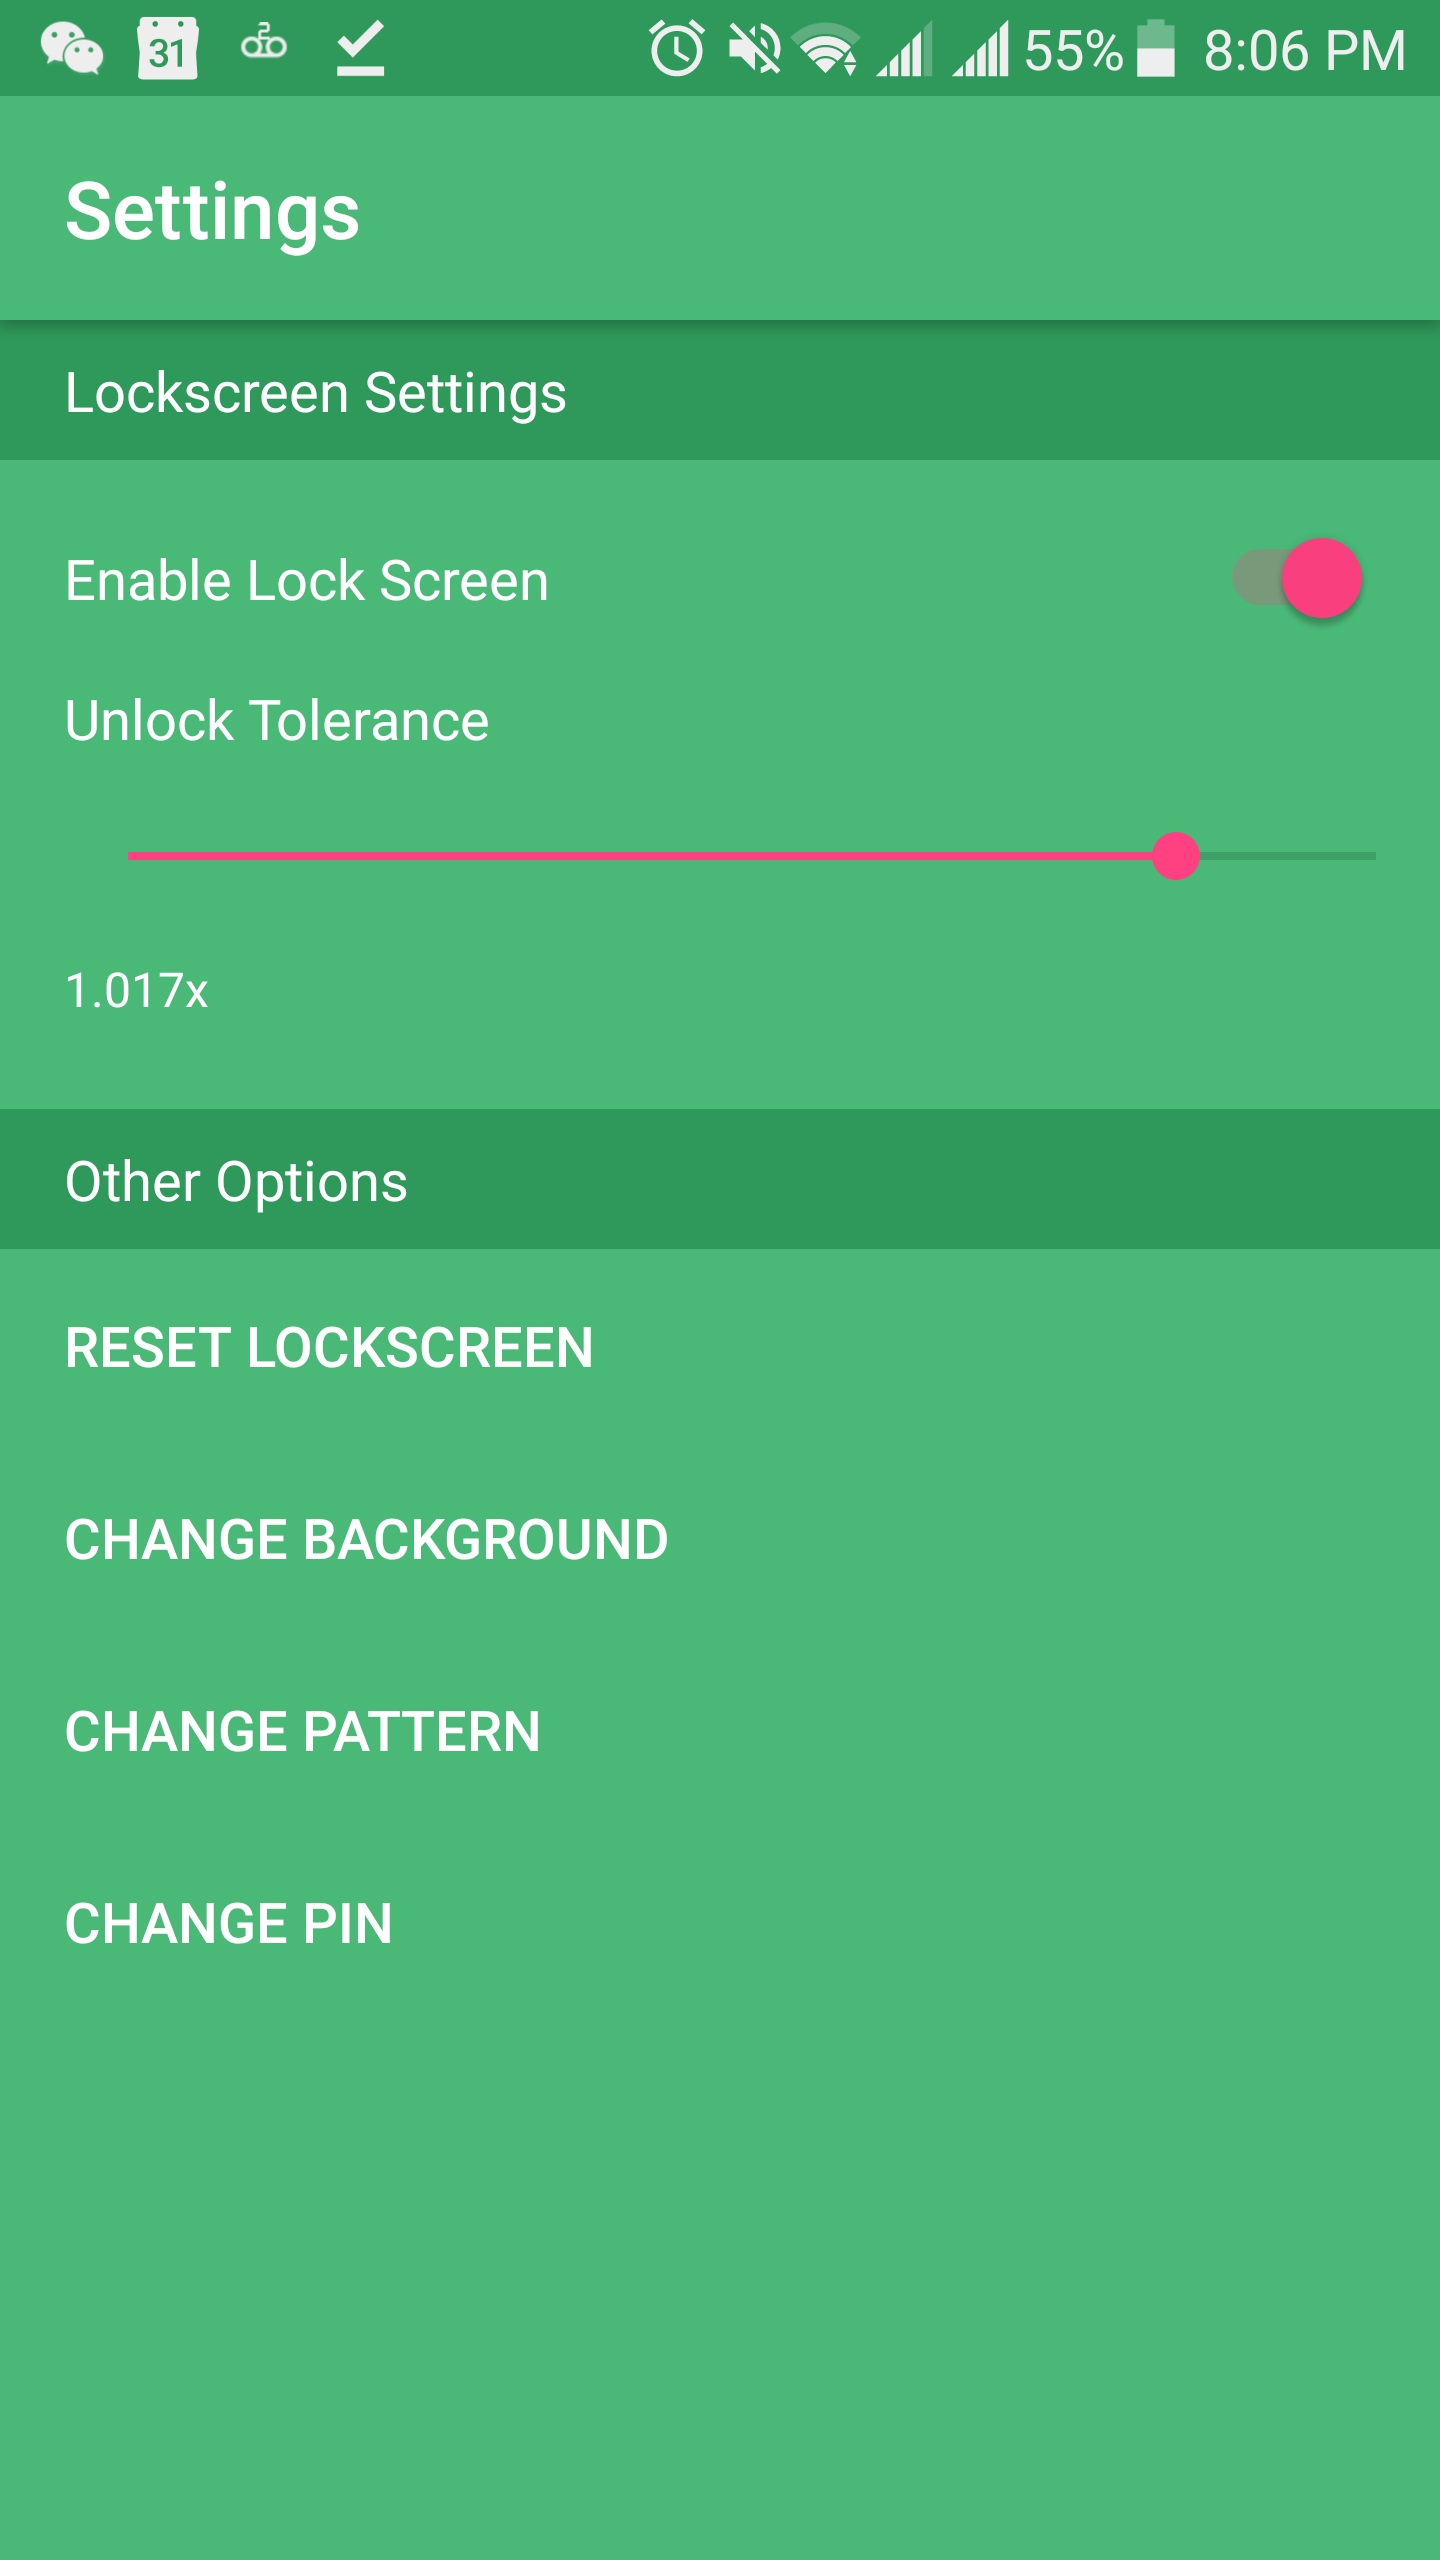 31 55% 8:06 PM
Settings
Lockscreen Settings
Enable Lock Screen
Unlock Tolerance
1.017x
Other Options
RESET LOCKSCREEN
CHANGE BACKGROUND
CHANGE PATTERN
CHANGE PIN